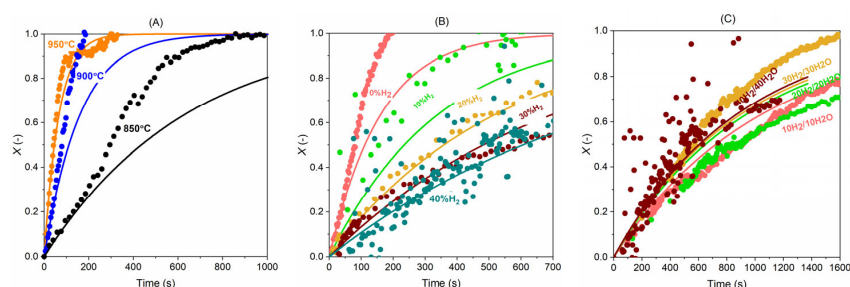 (A)
(B)
(C)
1.0
0.8
0.6
0.4
0.2
0.0
X (-)
950°C
900°C
850°C
0 200 400 600 800 1000
Time (s)
1.0
0.8
0.6
0.4
0.2
0.0
X (-)
0%H₂
10%H₂
20%H₂
30%H₂
40%H₂
0 100 200 300 400 500 600 700
Time (s)
1.0
0.8
0.6
0.4
0.2
0.0
X (-)
30H2/30H2O
10H2/10H2O
0 200 400 600 800 1000 1200 1400 1600
Time (s)